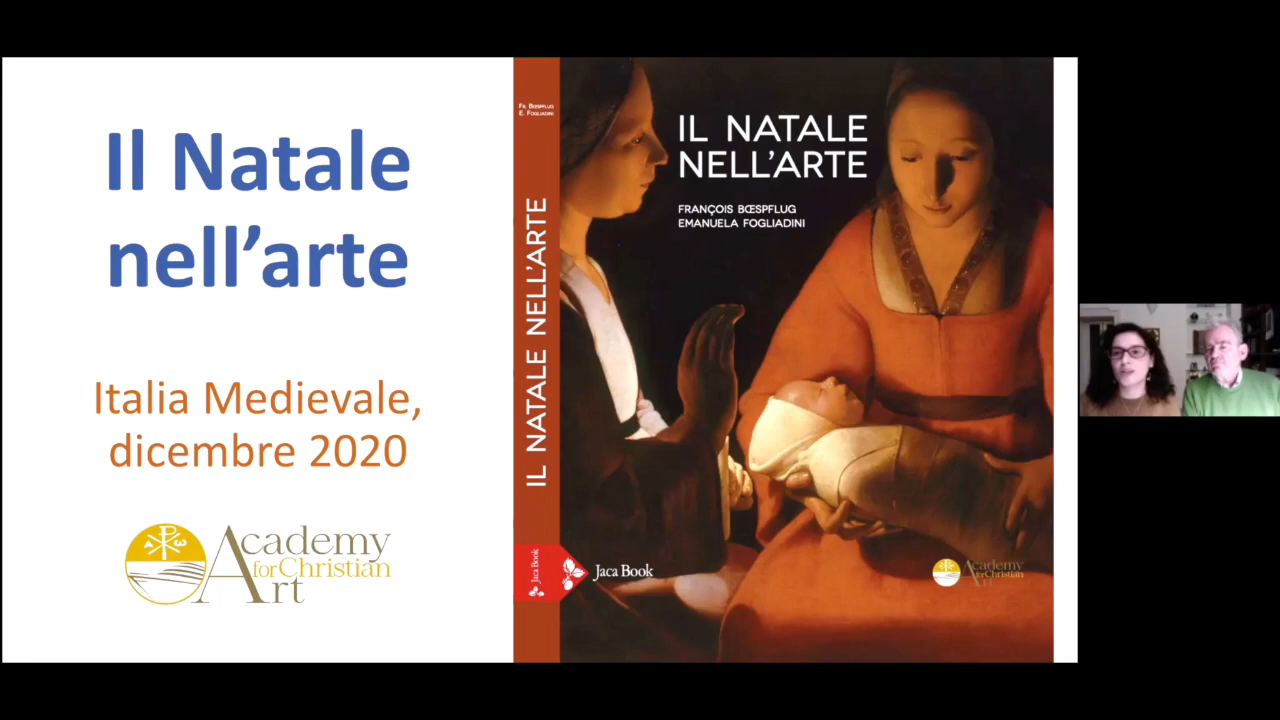 Il Natale
nell'arte
Italia Medievale,
dicembre 2020
Academy
for Christian
Art
Fr. Bœspflug
E. Fogliadini
IL NATALE NELL'ARTE
Jaca Book
IL NATALE
NELL'ARTE
FRANÇOIS BŒSPFLUG
EMANUELA FOGLIADINI
Jaca Book
Academy
for Christian
Art